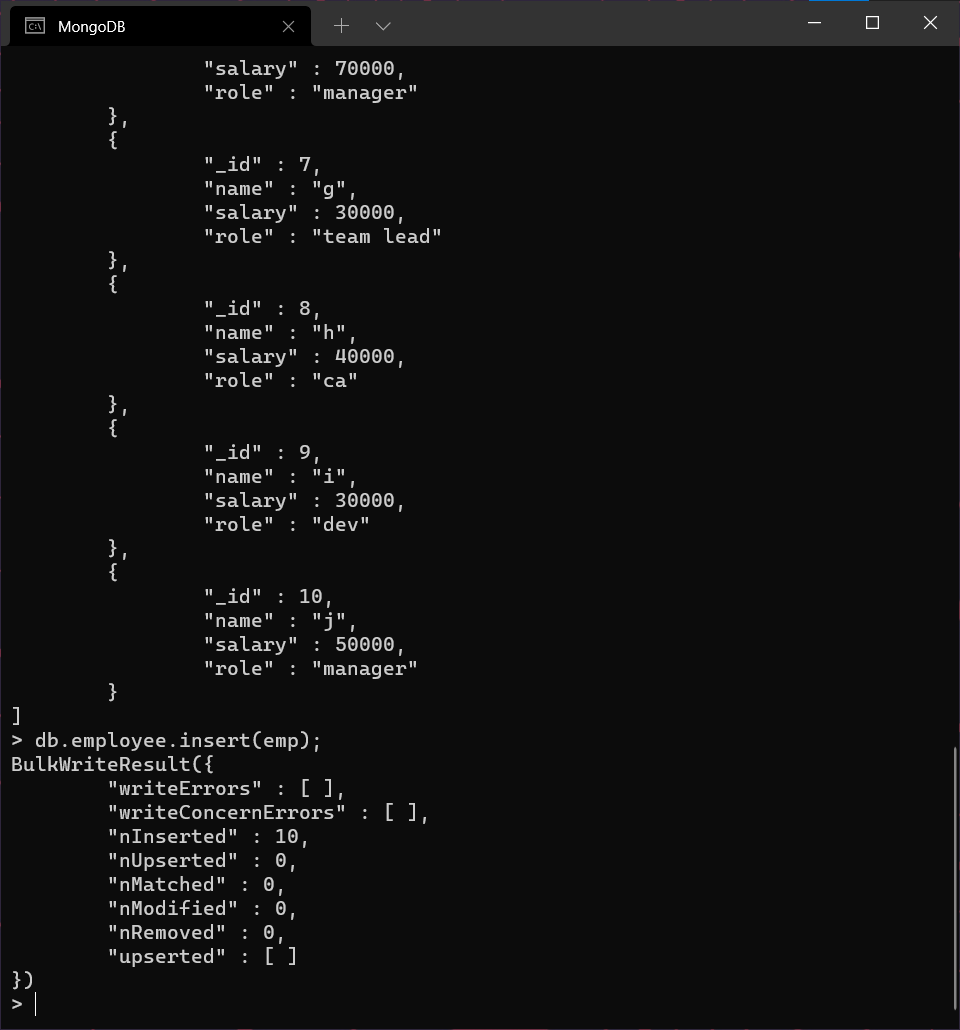 MongoDB
"salary" : 70000,
"role" : "manager"
},
{
"_id" : 7,
"name" : "g",
"salary" : 30000,
"role" : "team lead"
},
{
"_id" : 8,
"name" : "h",
"salary" : 40000,
"role" : "ca"
},
{
"_id" : 9,
"name" : "i",
"salary" : 30000,
"role" : "dev"
},
{
"_id" : 10,
"name" : "j",
"salary" : 50000,
"role" : "manager"
}
]
> db.employee.insert(emp);
BulkWriteResult({
"writeErrors" : [ ],
"writeConcernErrors" : [ ],
"nInserted" : 10,
"nUpserted" : 0,
"nMatched" : 0,
"nModified" : 0,
"nRemoved" : 0,
"upserted" : [ ]
})
>